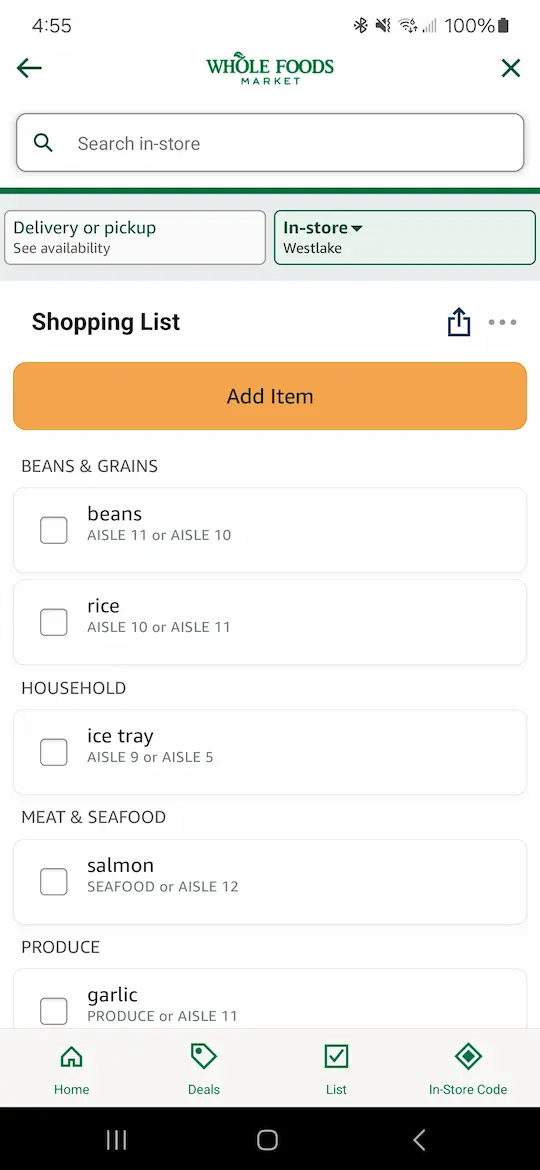 4:55
100%
WHOLE FOODS
MARKET
Search in-store
Delivery or pickup
See availability
In-store
Westlake
Shopping List
Add Item
BEANS & GRAINS
beans
AISLE 11 or AISLE 10
rice
AISLE 10 or AISLE 11
HOUSEHOLD
ice tray
AISLE 9 or AISLE 5
MEAT & SEAFOOD
salmon
SEAFOOD or AISLE 12
PRODUCE
garlic
PRODUCE or AISLE 11
Home
Deals
List
In-Store Code